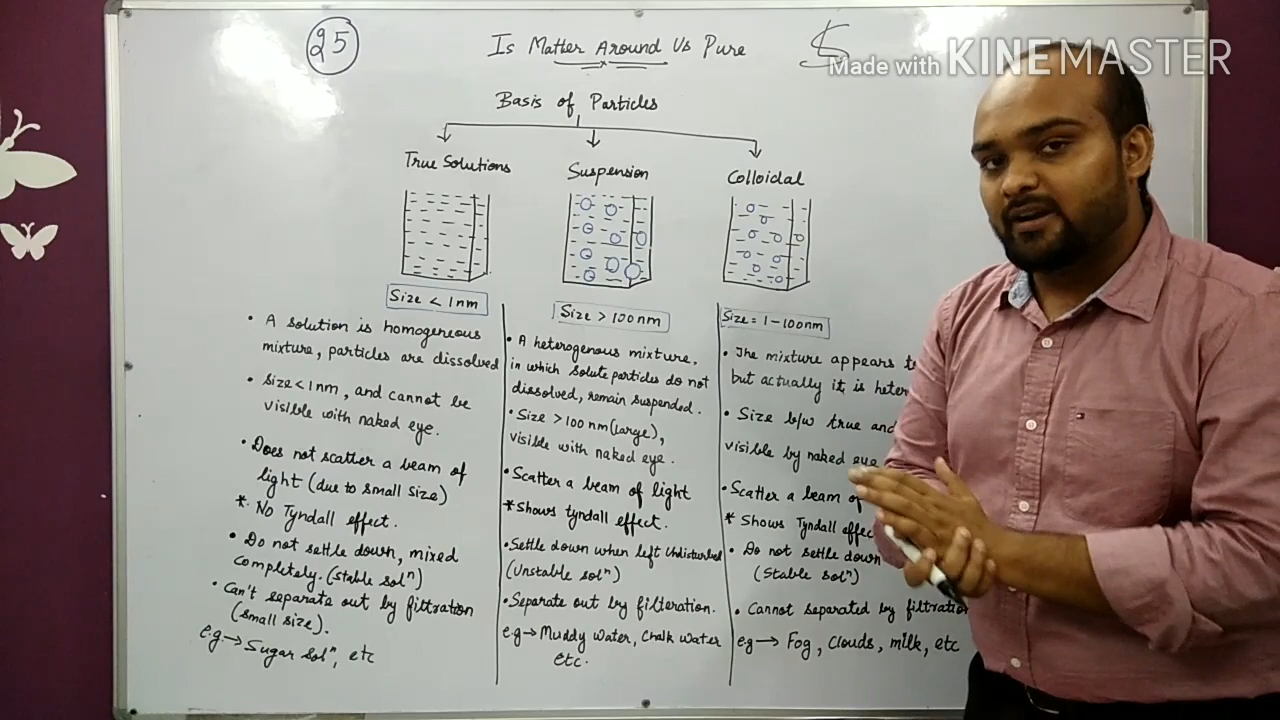 25
Is Matter Around Us Pure
Made with KINEMASTER
Basis of Particles
True Solutions
Suspension
Colloidal
Size < 1 nm
Size > 100 nm
Size = 1-100nm
• A solution is homogeneous
mixture, particles are dissolved
• Size < 1 nm, and cannot be
visible with naked eye.
• Does not scatter a beam of
light (due to small size)
* No Tyndall effect.
• Do not settle down, mixed
completely. (stable solⁿ)
• Can't separate out by filtration
(small size).
e.g → Sugar solⁿ, etc
• A heterogenous mixture,
in which solute particles do not
dissolved, remain suspended.
• Size > 100 nm (large),
visible with naked eye.
• Scatter a beam of light
* Shows tyndall effect.
• Settle down when left Undisturbed
(Unstable solⁿ)
• Separate out by filteration.
e.g → Muddy Water, Chalk water
etc.
• The mixture appears
but actually it is
• Size b/w true and
visible by naked eye
• Scatter a beam of
* Shows Tyndall
• Do not settle down
(Stable solⁿ)
• Cannot separated by filtration
e.g → Fog, Clouds, milk, etc